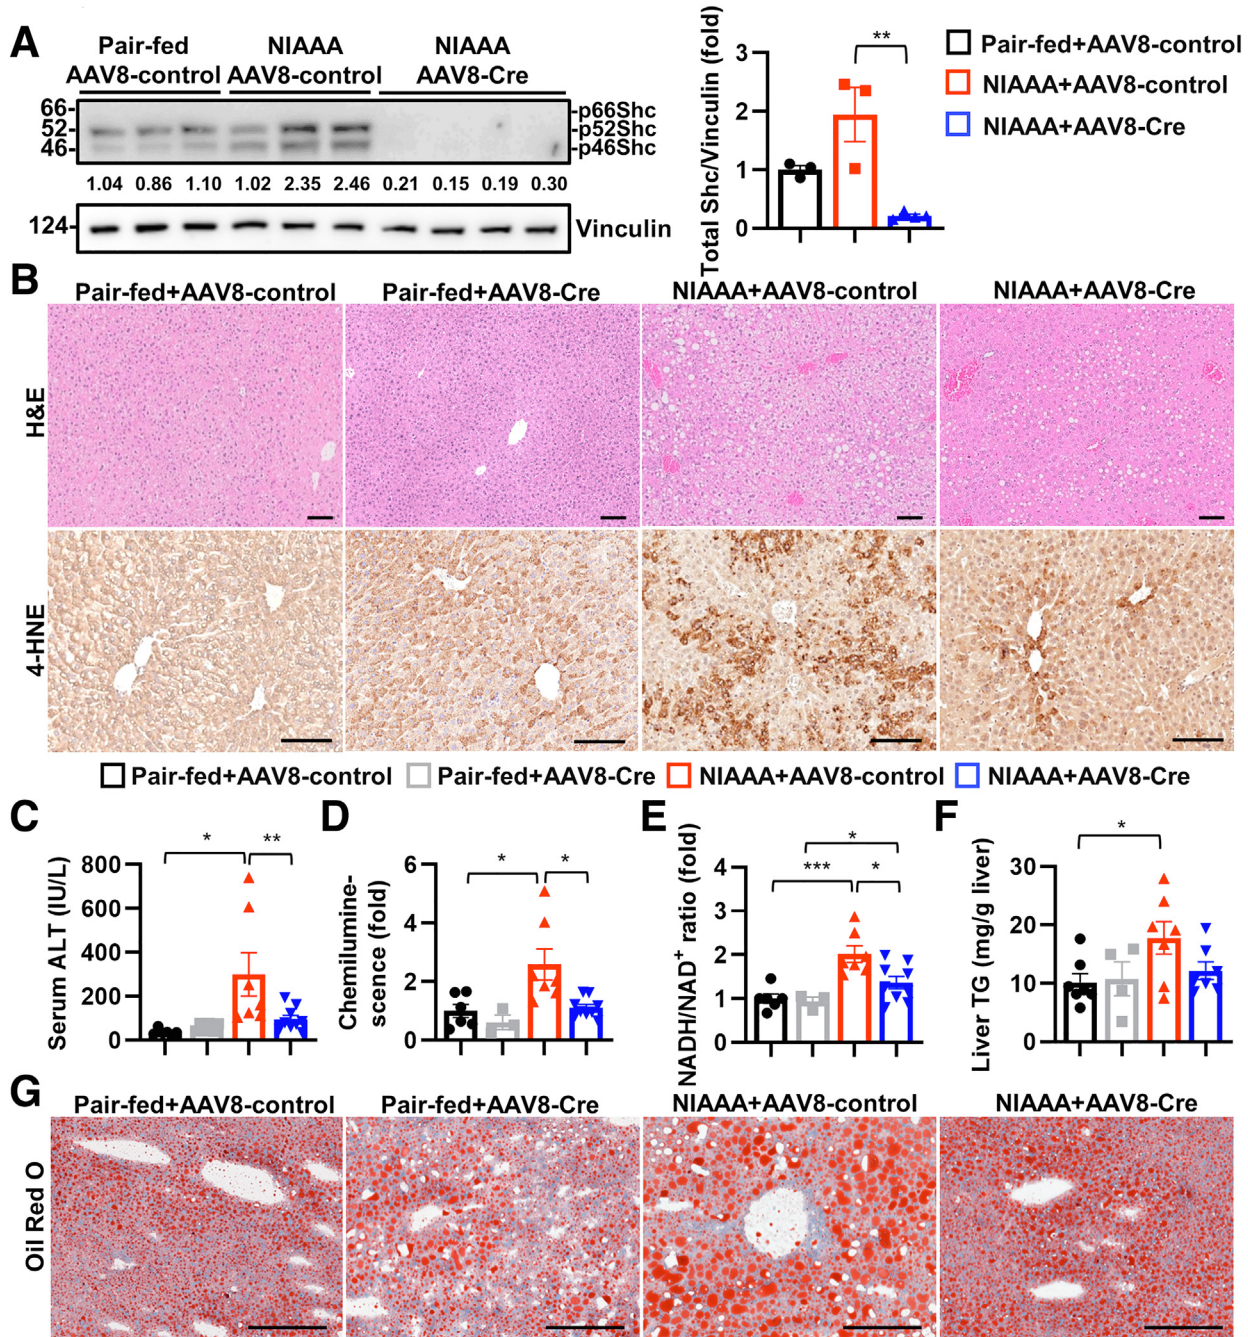 A
Pair-fed AAV8-control
NIAAA AAV8-control
NIAAA AAV8-Cre
66-
52-
46-
-p66Shc
-p52Shc
-p46Shc
1.04 0.86 1.10 1.02 2.35 2.46 0.21 0.15 0.19 0.30
124-
Vinculin
Total Shc/Vinculin (fold)
3
2
1
0
**
Pair-fed+AAV8-control
NIAAA+AAV8-control
NIAAA+AAV8-Cre
B
Pair-fed+AAV8-control Pair-fed+AAV8-Cre NIAAA+AAV8-control NIAAA+AAV8-Cre
H&E
4-HNE
Pair-fed+AAV8-control Pair-fed+AAV8-Cre NIAAA+AAV8-control NIAAA+AAV8-Cre
C
Serum ALT (IU/L)
800
600
400
200
0
* **
D
Chemilumine-
scence (fold)
6
4
2
0
* *
E
NADH/NAD+ ratio (fold)
4
3
2
1
0
*
*** *
F
Liver TG (mg/g liver)
30
20
10
0
*
G
Pair-fed+AAV8-control Pair-fed+AAV8-Cre NIAAA+AAV8-control NIAAA+AAV8-Cre
Oil Red O